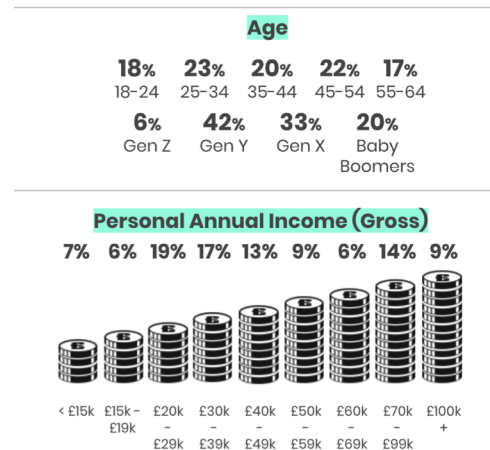 Age
18% 23% 20% 22% 17%
18-24 25-34 35-44 45-54 55-64
6% 42% 33% 20%
Gen Z Gen Y Gen X Baby
Boomers
Personal Annual Income (Gross)
7% 6% 19% 17% 13% 9% 6% 14% 9%
£ £ £ £ £ £ £ £ £
< £15k £15k - £20k £30k £40k £50k £60k £70k £100k
£19k - - - - - - +
£29k £39k £49k £59k £69k £99k